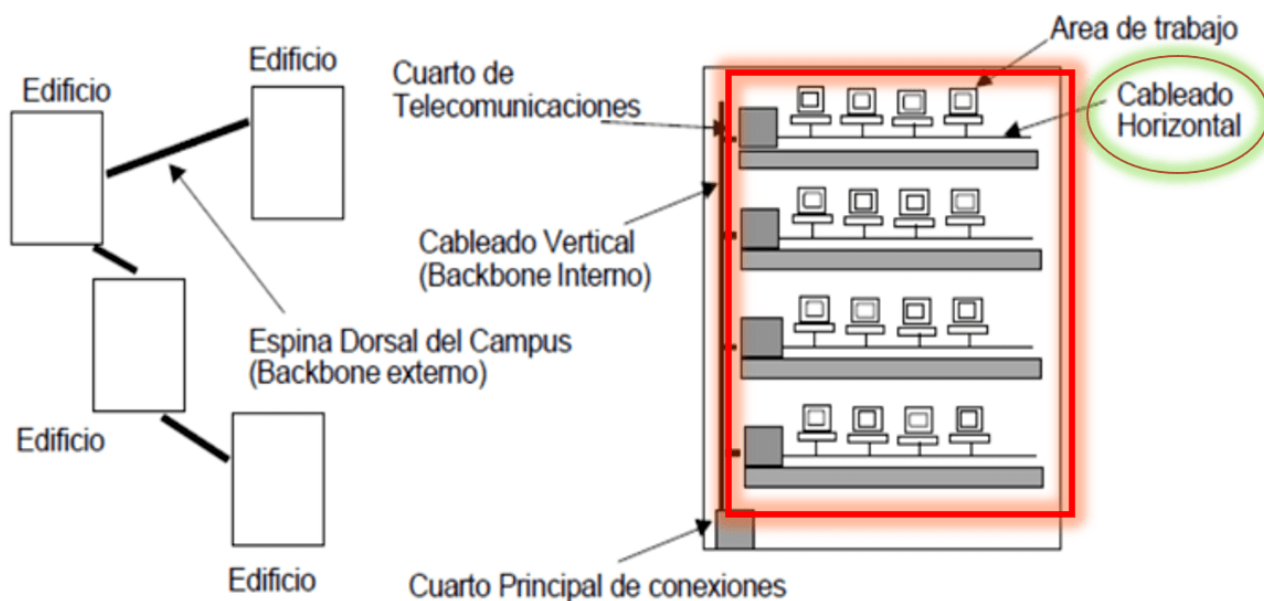 Edificio
Edificio
Edificio
Edificio
Espina Dorsal del Campus
(Backbone externo)
Cuarto de
Telecomunicaciones
Cableado Vertical
(Backbone Interno)
Cuarto Principal de conexiones
Area de trabajo
Cableado
Horizontal